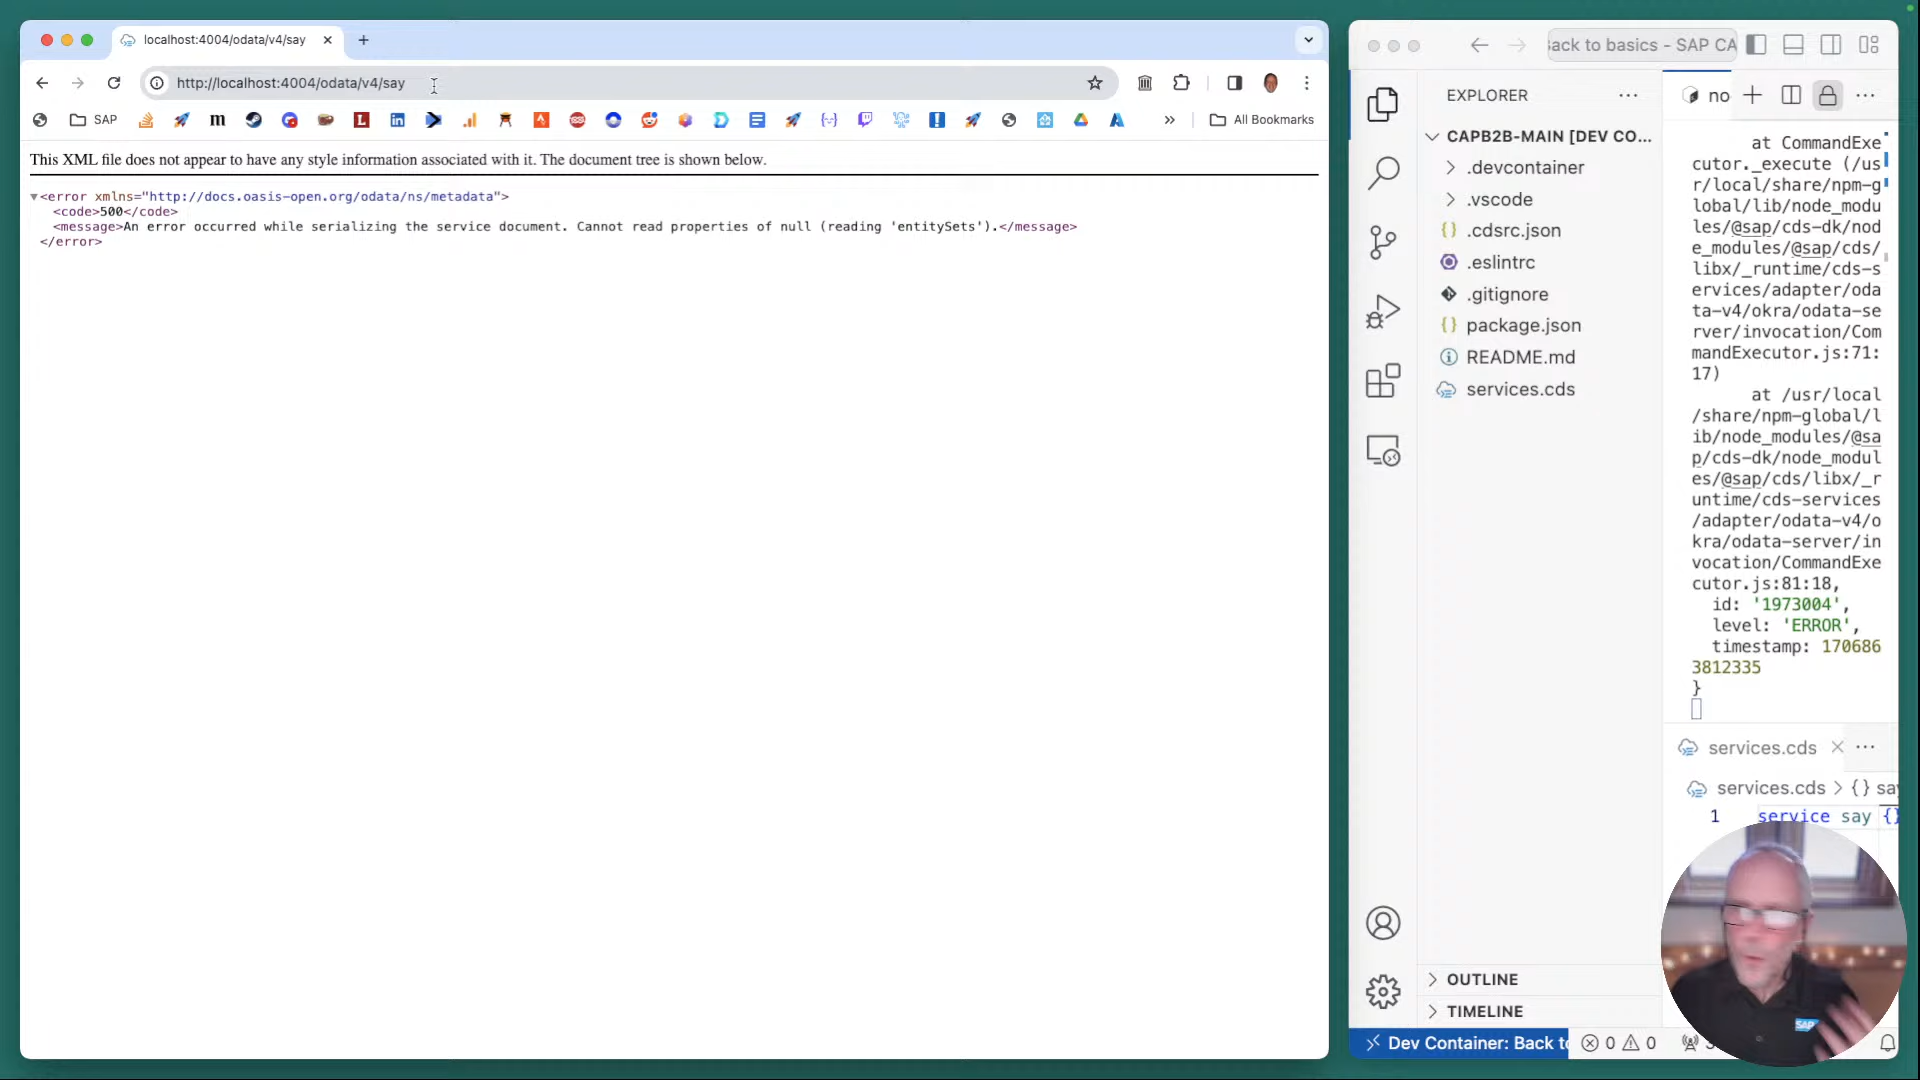 localhost:4004/odata/v4/say
http://localhost:4004/odata/v4/say
SAP
All Bookmarks
This XML file does not appear to have any style information associated with it. The document tree is shown below.
<error xmlns="http://docs.oasis-open.org/odata/ns/metadata">
<code>500</code>
<message>An error occurred while serializing the service document. Cannot read properties of null (reading 'entitySets').</message>
</error>
Back to basics - SAP CA
EXPLORER
CAPB2B-MAIN [DEV CO...
.devcontainer
.vscode
.cdsrc.json
.eslintrc
.gitignore
package.json
README.md
services.cds
OUTLINE
TIMELINE
no
at CommandExe
cutor._execute (/us
r/local/share/npm-g
lobal/lib/node_modu
les/@sap/cds-dk/nod
e_modules/@sap/cds/
libx/_runtime/cds-s
ervices/adapter/oda
ta-v4/okra/odata-se
rver/invocation/Com
mandExecutor.js:71:
17)
at /usr/local
/share/npm-global/l
ib/node_modules/@sa
p/cds-dk/node_modul
es/@sap/cds/libx/_r
untime/cds-services
/adapter/odata-v4/o
kra/odata-server/in
vocation/CommandExe
cutor.js:81:18,
id: '1973004',
level: 'ERROR',
timestamp: 170686
3812335
}
services.cds
services.cds > {} sa
1 service say {}
SAP
Dev Container: Back to
0 0